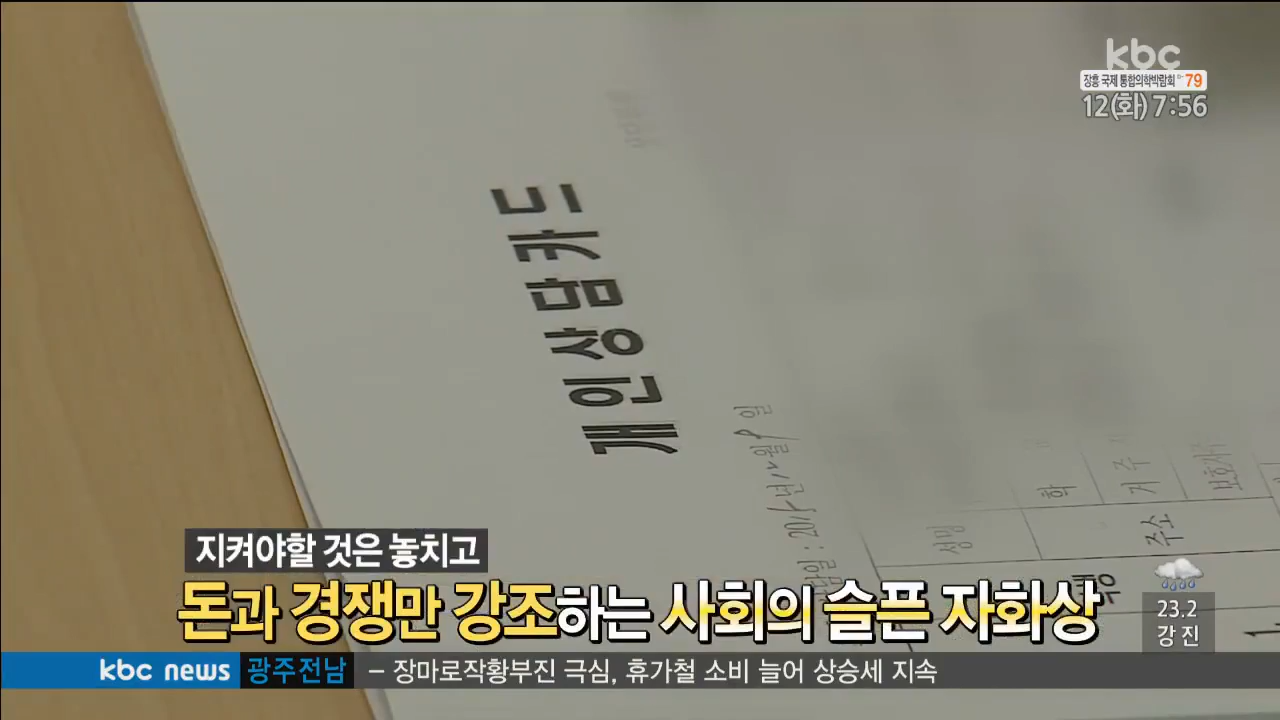 kbc
장흥 국제 통합의학박람회 D-79
12(화) 7:56
개인상담카드
주소
지켜야할 것은 놓치고
돈과 경쟁만 강조하는 사회의 슬픈 자화상
23.2
강 진
kbc news 광주전남 – 장마로작황부진 극심, 휴가철 소비 늘어 상승세 지속